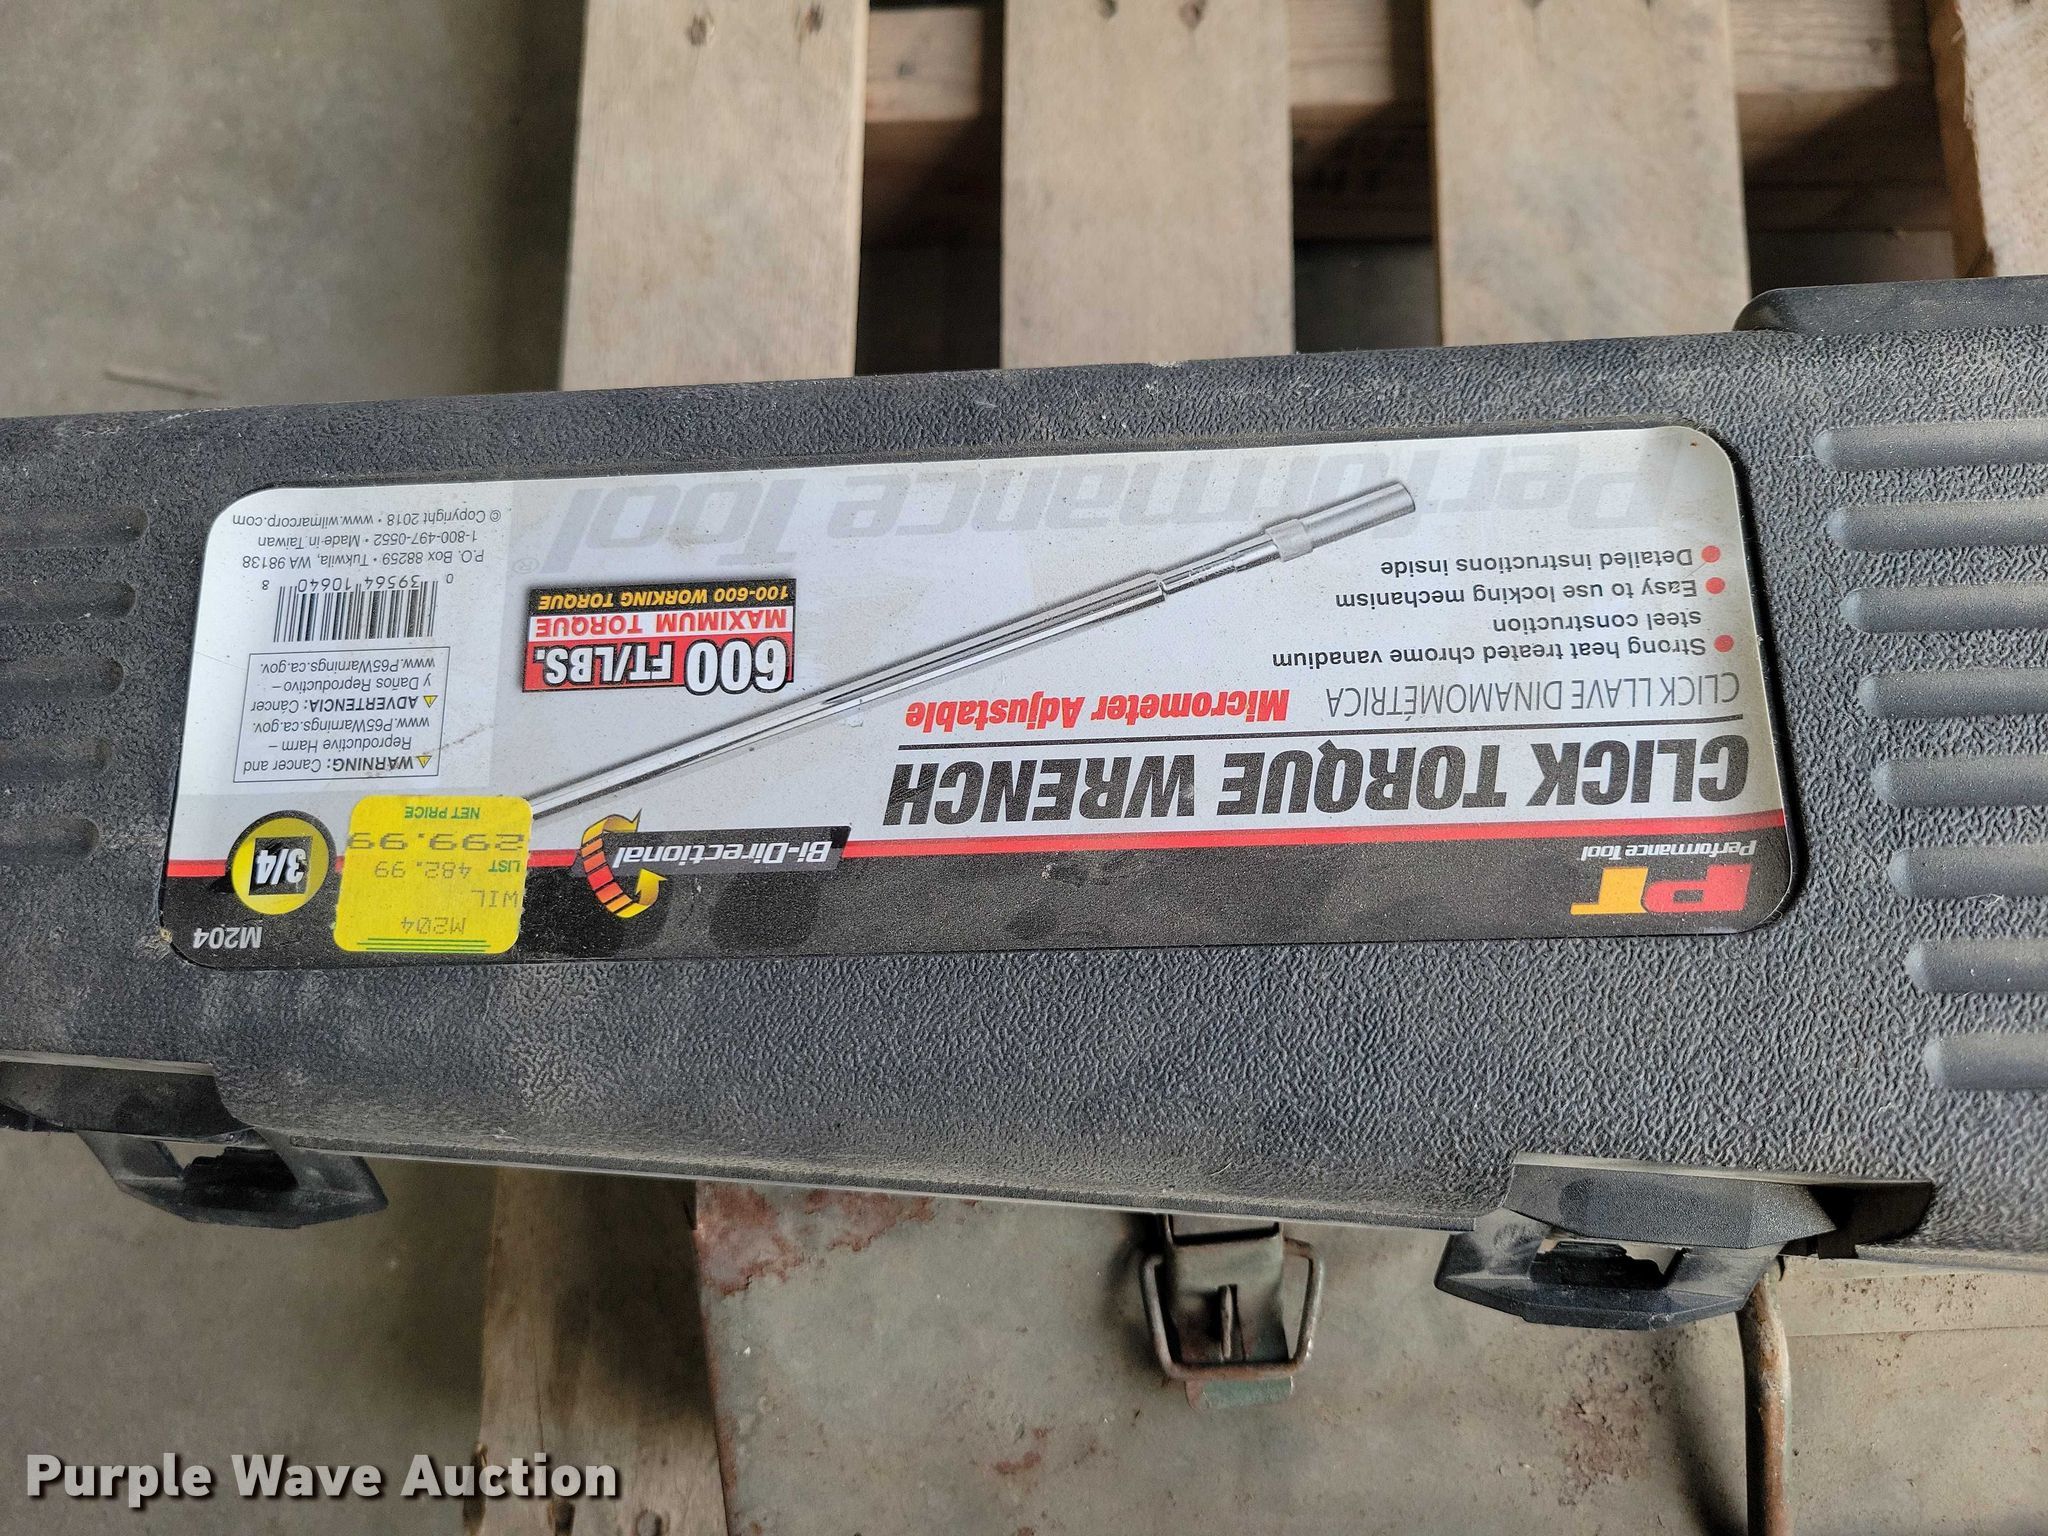 M204
3/4
M204
WIL
LIST 482.99
299.99
NET PRICE
Bi-Directional
PT
Performance Tool
CLICK TORQUE WRENCH
CLICK LLAVE DINAMOMÉTRICA Micrometer Adjustable
Strong heat treated chrome vanadium
steel construction
Easy to use locking mechanism
Detailed instructions inside
600 FT/LBS.
MAXIMUM TORQUE
100-600 WORKING TORQUE
Performance Tool®
WARNING: Cancer and
Reproductive Harm –
www.P65Warnings.ca.gov.
ADVERTENCIA: Cáncer
y Daños Reproductivo –
www.P65Warnings.ca.gov.
0 39564 10640 8
P.O. Box 88259 • Tukwila, WA 98138
1-800-497-0552 • Made in Taiwan
© Copyright 2018 • www.wilmarcorp.com
Purple Wave Auction